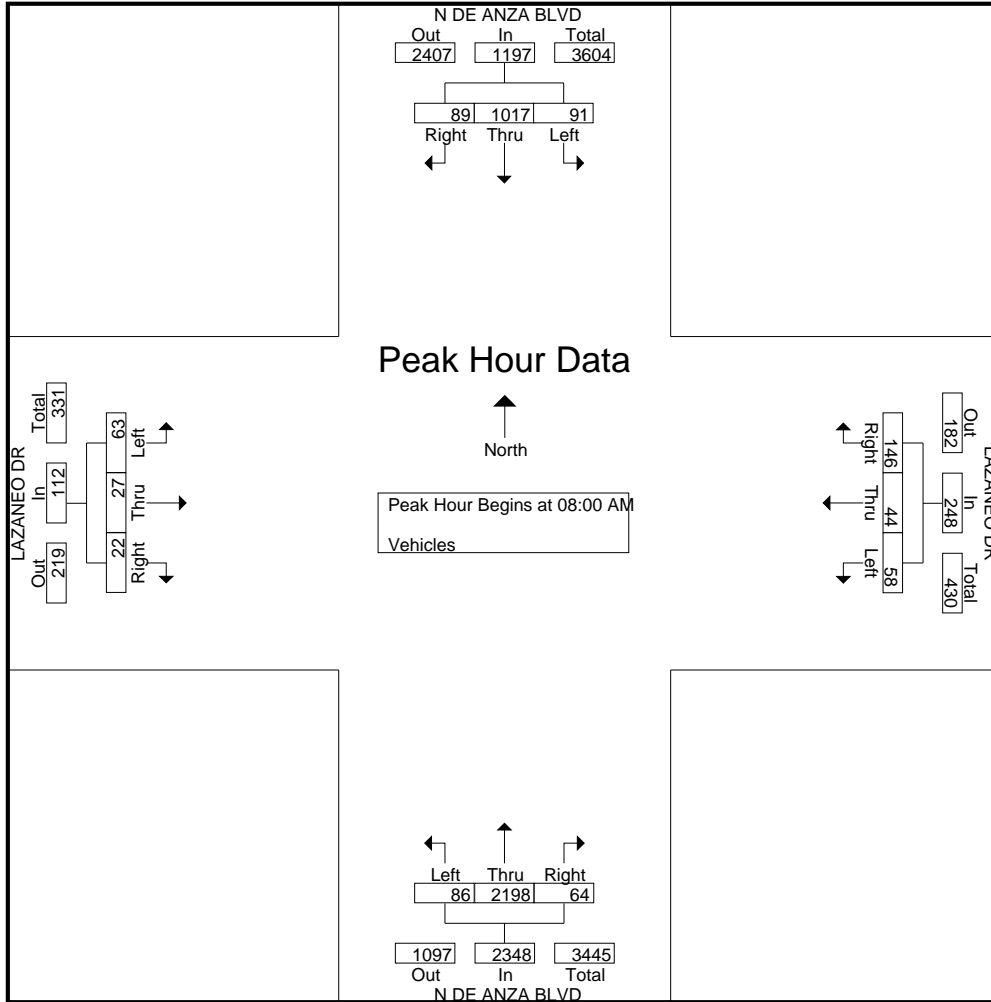 N DE ANZA BLVD
Out In Total
2407 1197 3604
89 1017 91
Right Thru Left
Peak Hour Data
North
Peak Hour Begins at 08:00 AM
Vehicles
LAZANEO DR
Out In Total
219 112 331
Left Thru Right
63 27 22
LAZANEO DR
Out In Total
182 248 430
Right Thru Left
146 44 58
Left Thru Right
86 2198 64
1097 2348 3445
Out In Total
N DE ANZA BLVD